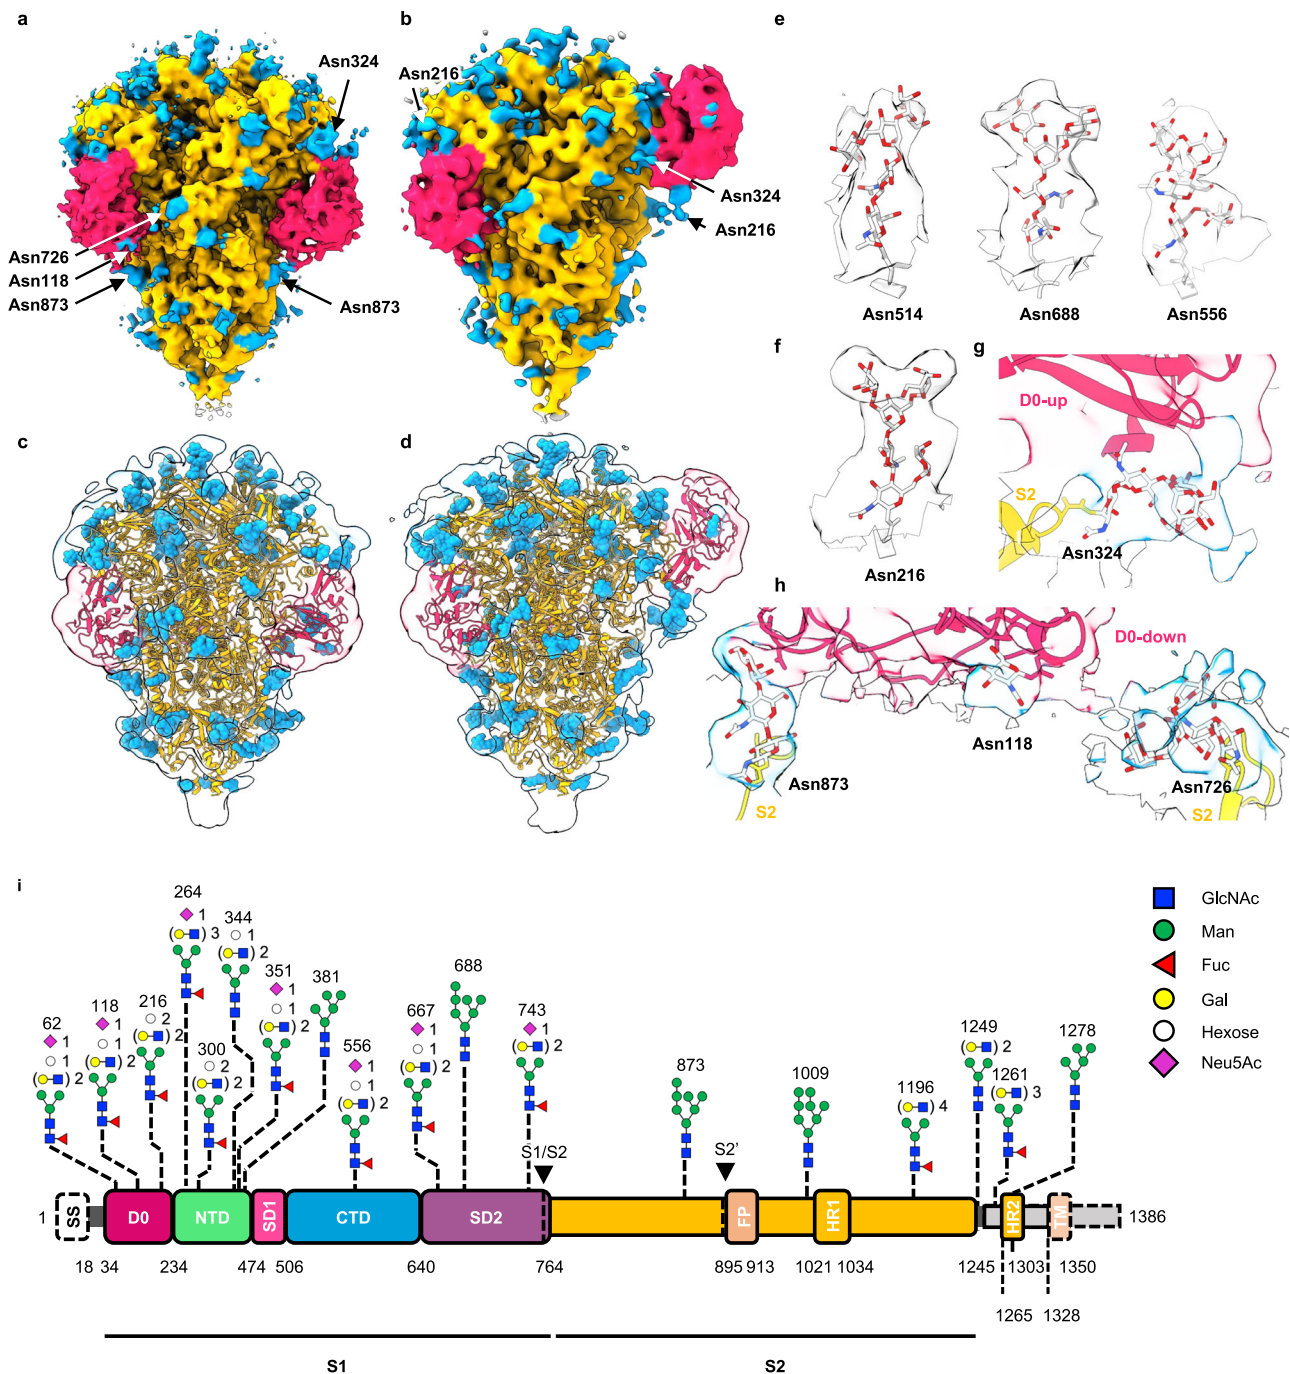 a
b
e
Asn324
Asn216
Asn324
Asn216
Asn726
Asn118
Asn873
Asn873
Asn514
Asn688
Asn556
f
g
D0-up
S2
Asn324
Asn216
c
d
h
D0-down
Asn118
Asn873
S2
Asn726
S2
i
264
1
( ) 3
344
1
( ) 2
351
1
1
( ) 2
381
688
62
1
1
( ) 2
118
1
1
( ) 2
216
2
( ) 2
300
2
( ) 2
556
1
1
( ) 2
667
1
1
( ) 2
743
1
( ) 2
873
1009
1196
( ) 4
1249
( ) 2
1261
( ) 3
1278
GlcNAc
Man
Fuc
Gal
Hexose
Neu5Ac
S1/S2
S2'
1
SS
D0
NTD
SD1
CTD
SD2
FP
HR1
HR2
TM
1386
18 34 234 474 506 640 764 895 913 1021 1034 1245 1303 1350
1265 1328
S1
S2